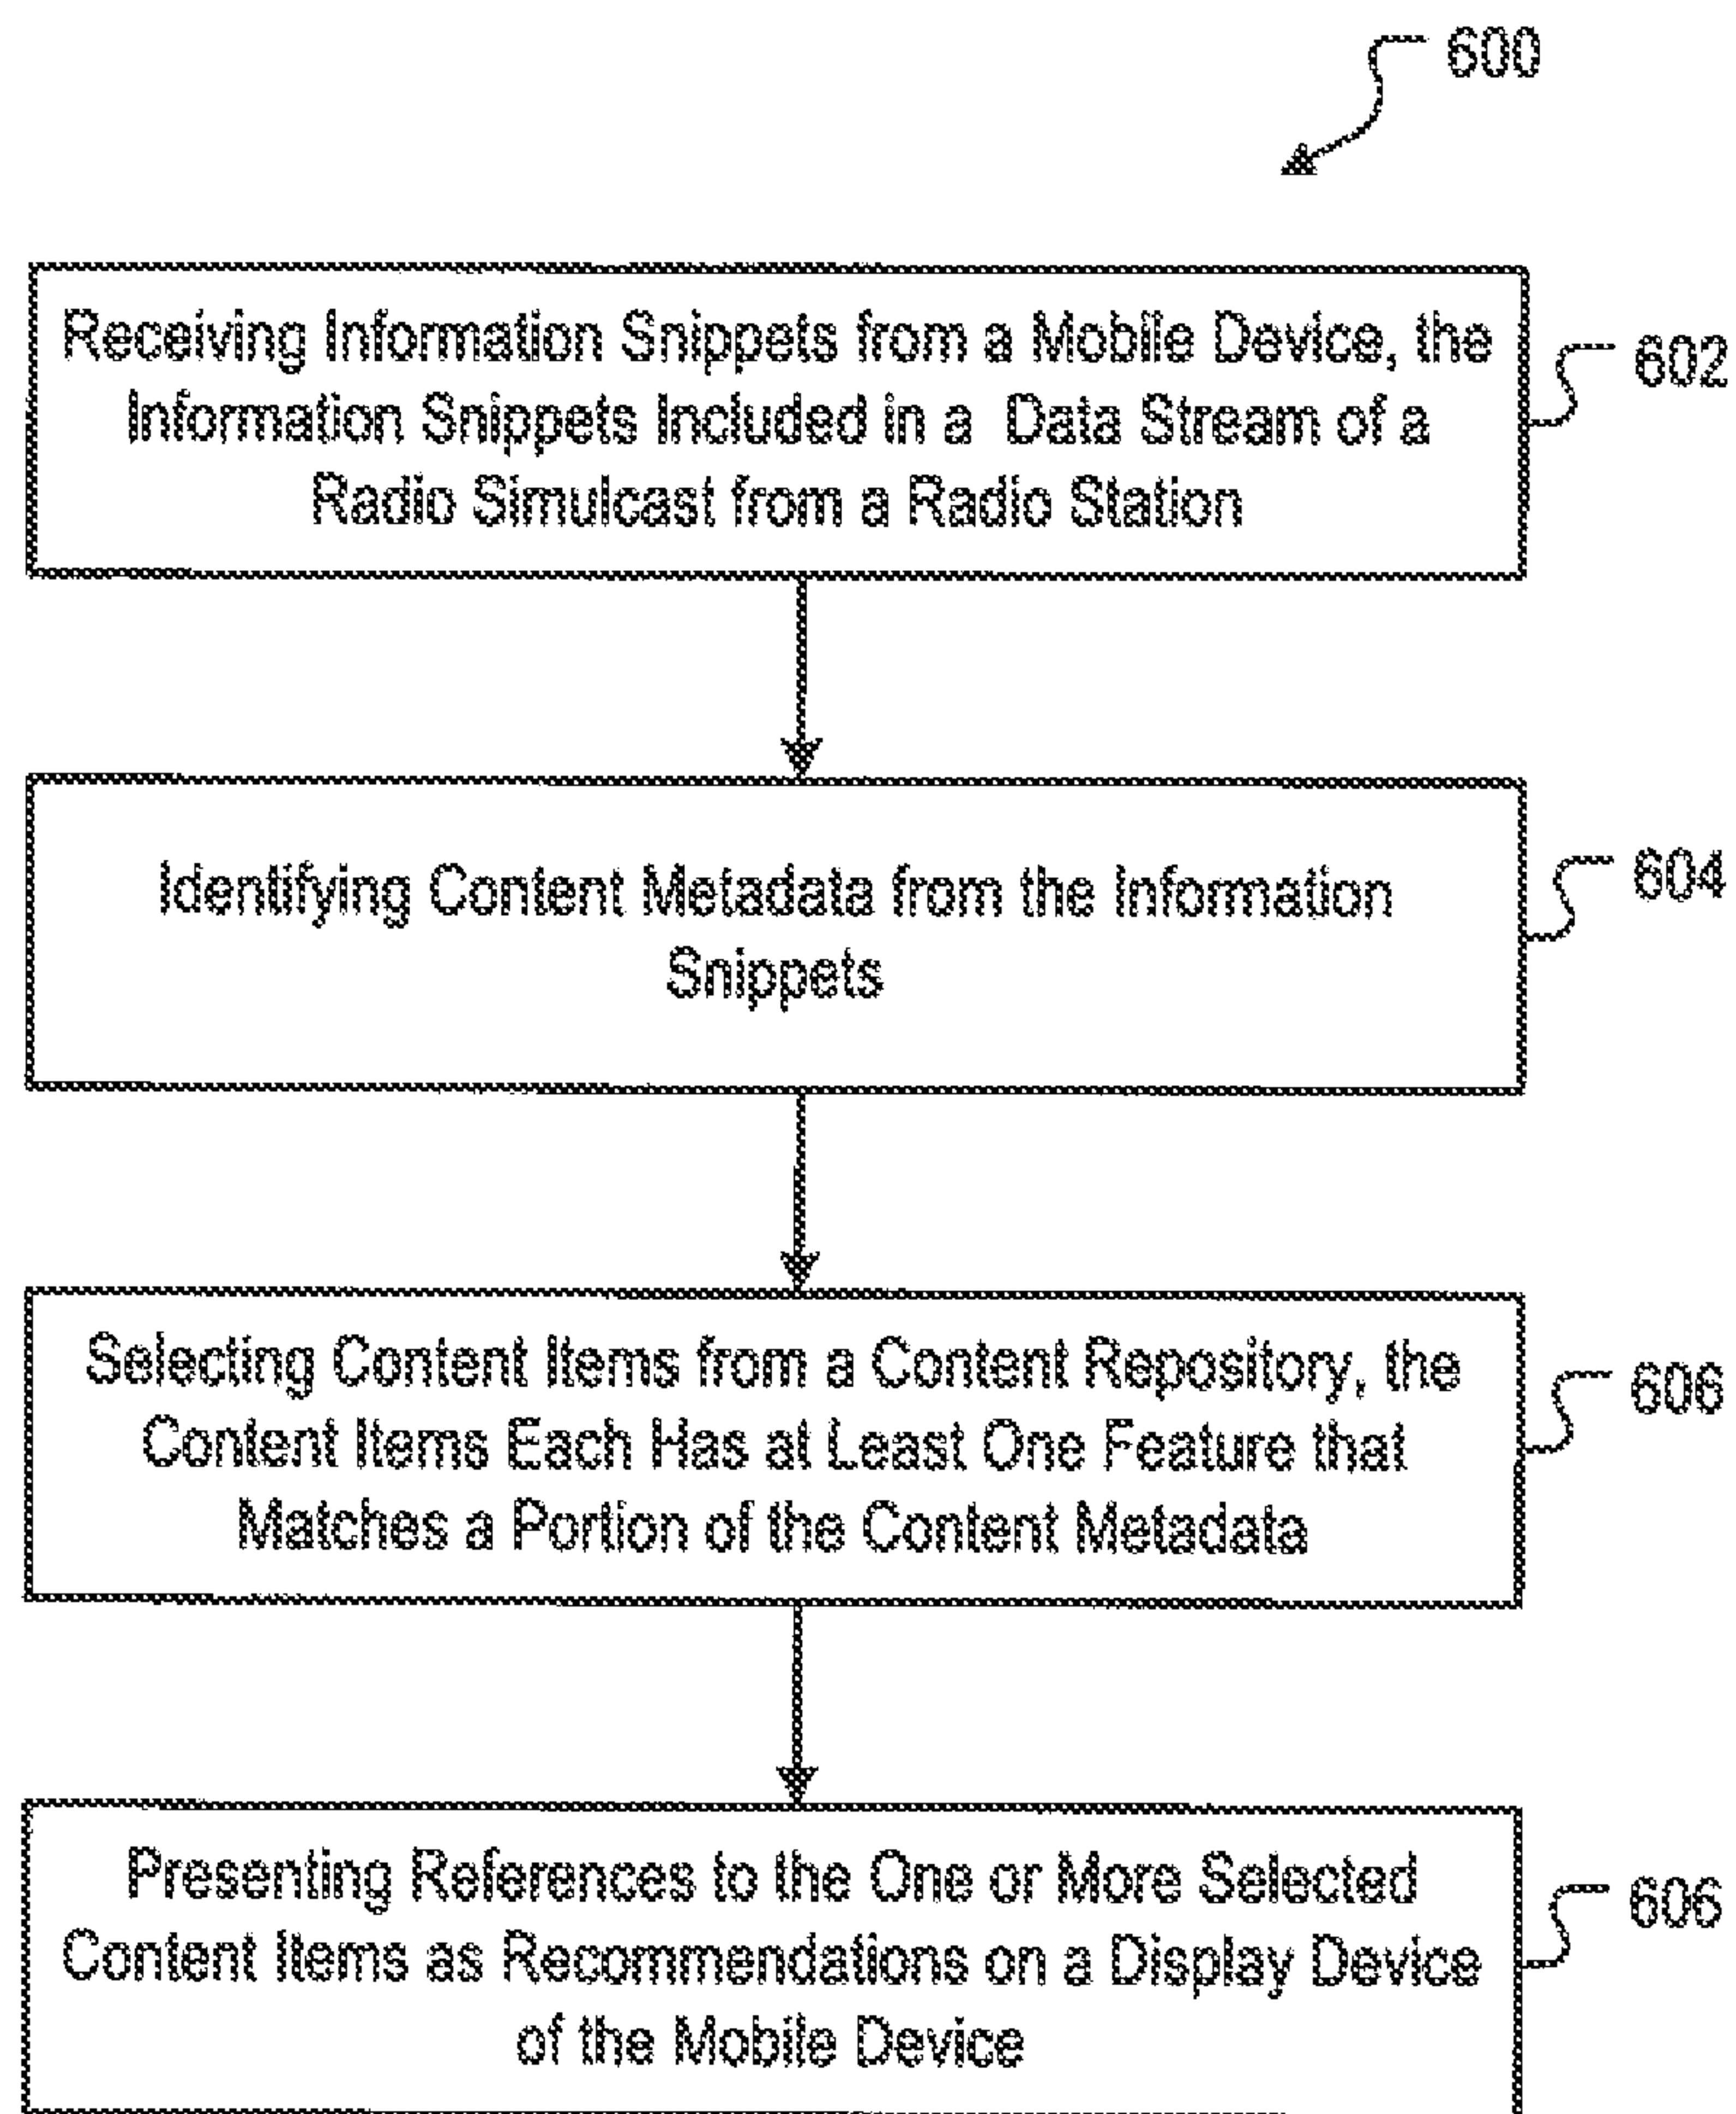 600
Receiving Information Snippets from a Mobile Device, the
Information Snippets Included in a Data Stream of a
Radio Simulcast from a Radio Station
602
Identifying Content Metadata from the Information
Snippets
604
Selecting Content Items from a Content Repository, the
Content Items Each Has at Least One Feature that
Matches a Portion of the Content Metadata
606
Presenting References to the One or More Selected
Content Items as Recommendations on a Display Device
of the Mobile Device
606